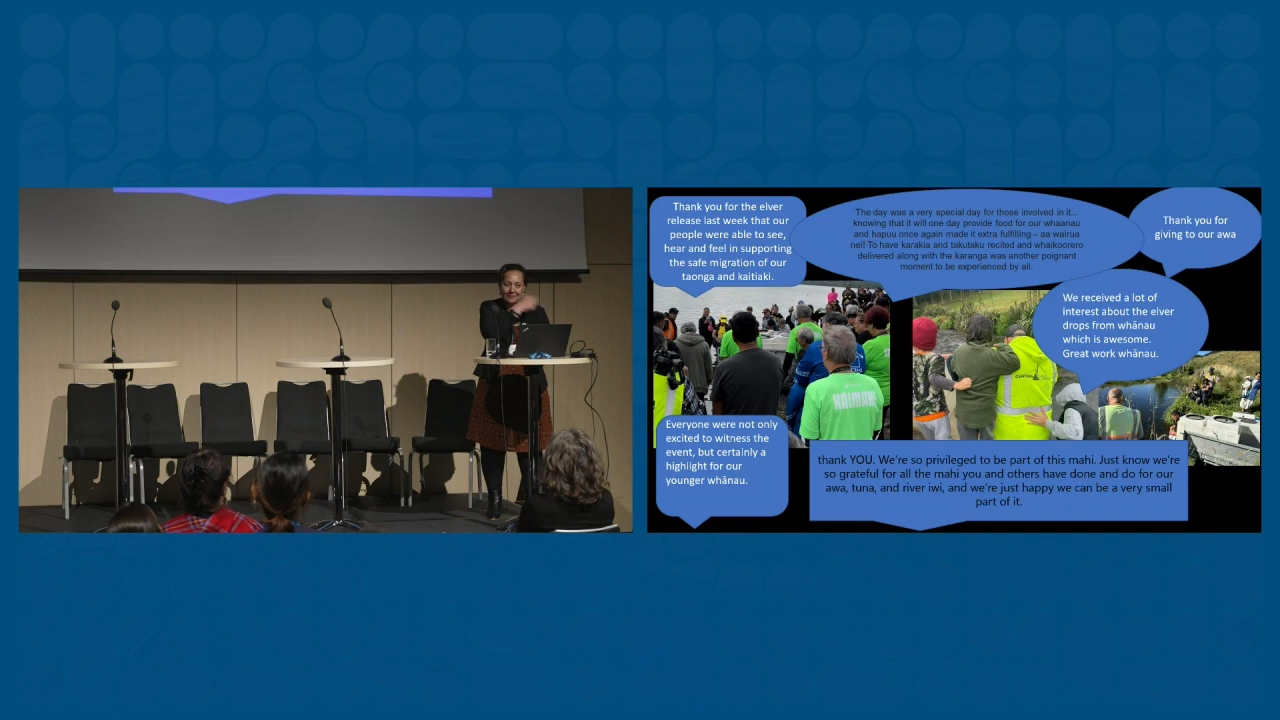 Thank you for the elver
release last week that our
people were able to see,
hear and feel in supporting
the safe migration of our
taonga and kaitiaki.
The day was a very special day for those involved in it...
knowing that it will one day provide food for our whaanau
and hapuu once again made it extra fulfilling – aa wairua
nei! To have karakia and takutaku recited and whaikoorero
delivered along with the karanga was another poignant
moment to be experienced by all.
Thank you for
giving to our awa
We received a lot of
interest about the elver
drops from whānau
which is awesome.
Great work whānau.
Everyone were not only
excited to witness the
event, but certainly a
highlight for our
younger whānau.
thank YOU. We're so privileged to be part of this mahi. Just know we're
so grateful for all the mahi you and others have done and do for our
awa, tuna, and river iwi, and we're just happy we can be a very small
part of it.